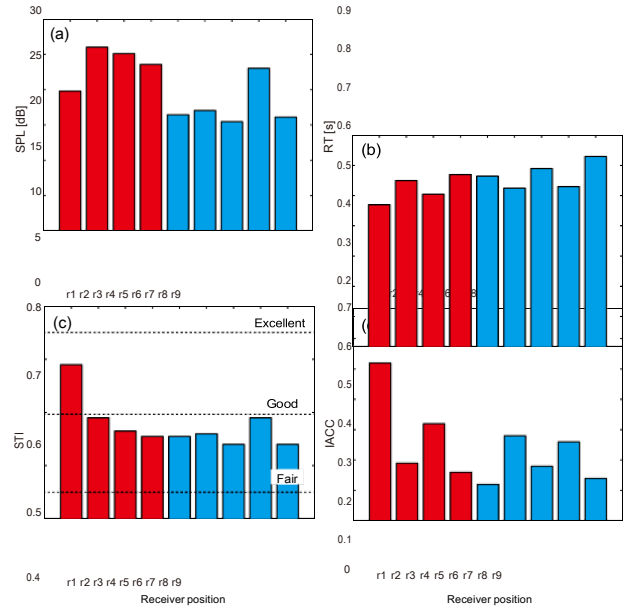 30
(a)
25
20
SPL [dB]
15
10
5
0
r1 r2 r3 r4 r5 r6 r7 r8 r9
0.9
0.8
0.7
0.6
RT [s]
(b)
0.5
0.4
0.3
0.2
0.8
(c)
Excellent
0.7
Good
STI
0.6
Fair
0.5
0.4
r1 r2 r3 r4 r5 r6 r7 r8 r9
Receiver position
0.7
0.6
0.5
0.4
IACC
0.3
0.2
0.1
0
r1 r2 r3 r4 r5 r6 r7 r8 r9
Receiver position